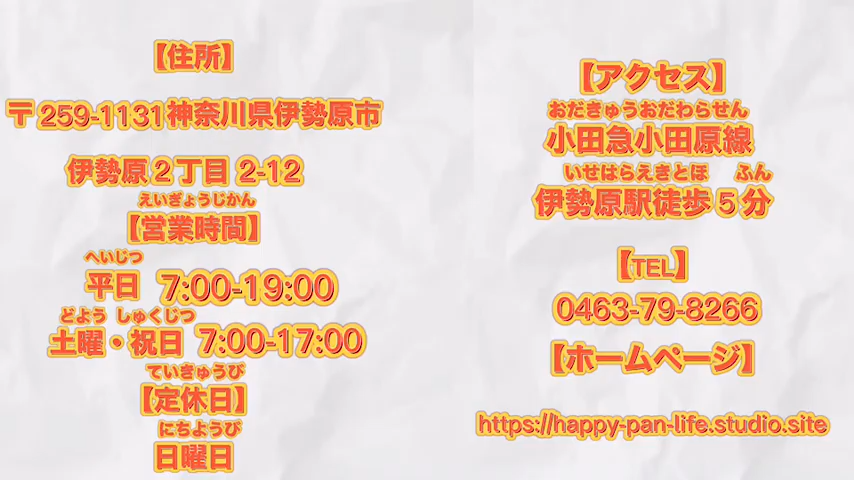 【住所】
〒259-1131神奈川県伊勢原市
伊勢原2丁目 2-12
えいぎょうじかん
【営業時間】
へいじつ
平日 7:00-19:00
どよう しゅくじつ
土曜・祝日 7:00-17:00
ていきゅうび
【定休日】
にちようび
日曜日
【アクセス】
おだきゅうおだわらせん
小田急小田原線
いせはらえきとほ ふん
伊勢原駅徒歩5分
【TEL】
0463-79-8266
【ホームページ】
https://happy-pan-life.studio.site